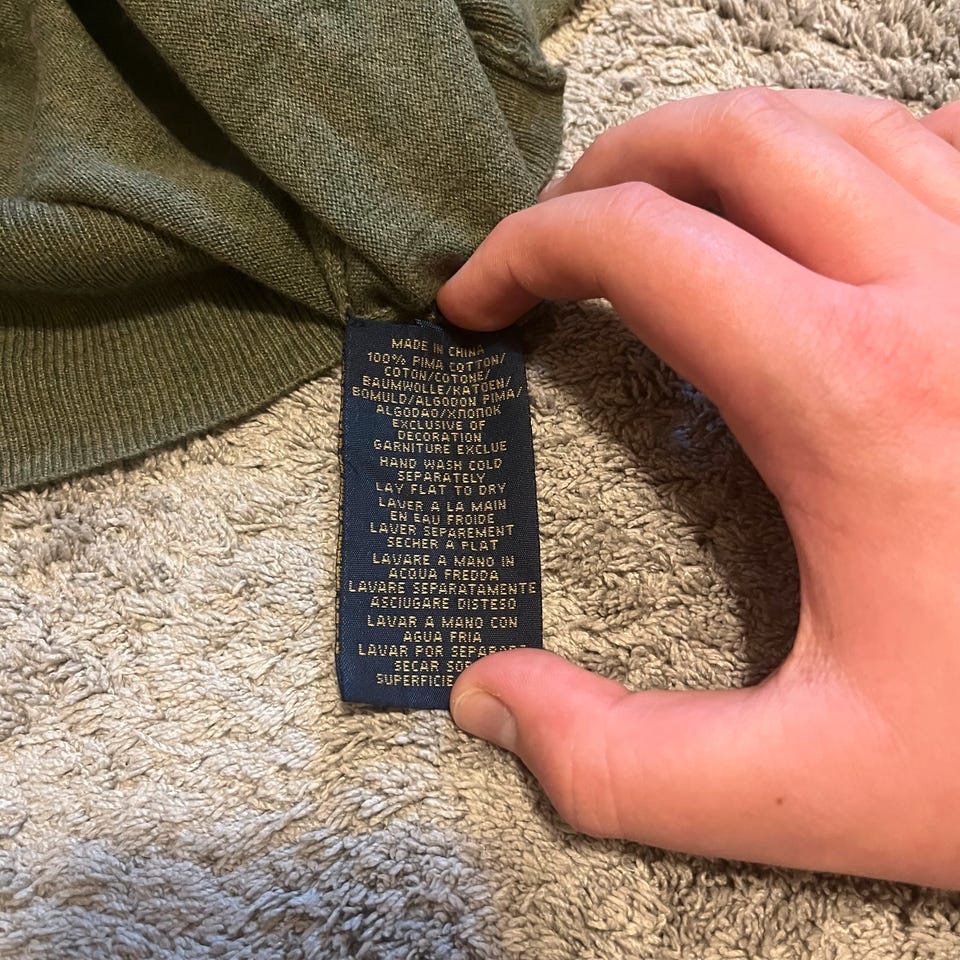 MADE IN CHINA
100% PIMA COTTON/
COTON/COTONE/
BAUMWOLLE/KATOEN/
BOMULD/ALGODON PIMA/
ALGODAO/ХЛОПОК
EXCLUSIVE OF
DECORATION
GARNITURE EXCLUE
HAND WASH COLD
SEPARATELY
LAY FLAT TO DRY
LAVER A LA MAIN
EN EAU FROIDE
LAVER SEPAREMENT
SECHER A PLAT
LAVARE A MANO IN
ACQUA FREDDA
LAVARE SEPARATAMENTE
ASCIUGARE DISTESO
LAVAR A MANO CON
AGUA FRIA
LAVAR POR
SECAR
SUPERFICIE